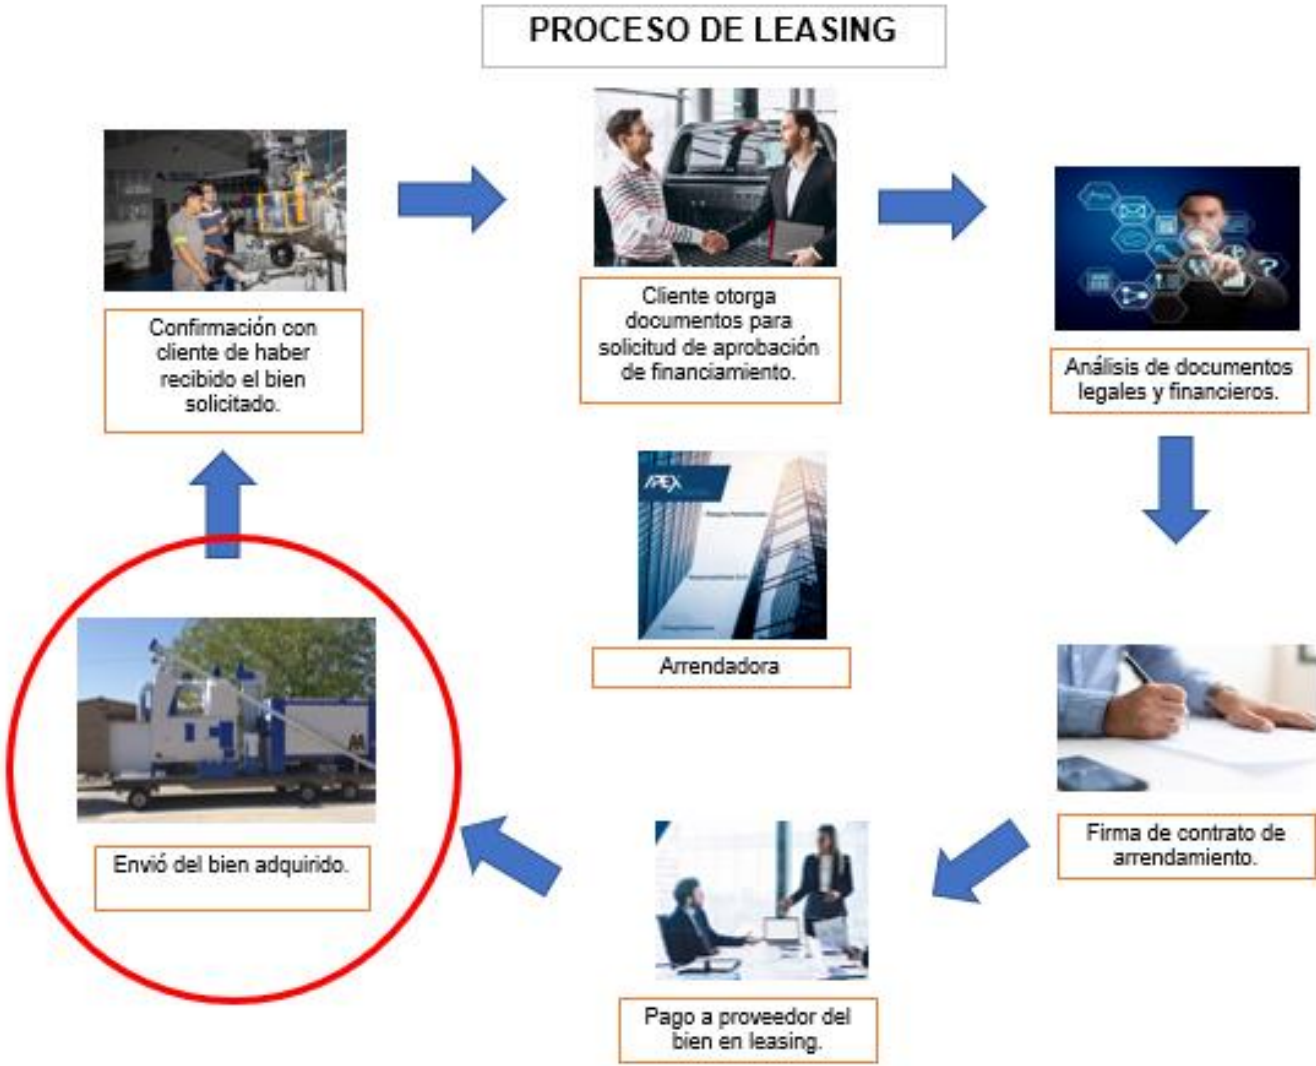 PROCESO DE LEASING
Cliente otorga
documentos para
solicitud de aprobación
de financiamiento.
Análisis de documentos
legales y financieros.
Firma de contrato de
arrendamiento.
Pago a proveedor del
bien en leasing.
Envió del bien adquirido.
Confirmación con
cliente de haber
recibido el bien
solicitado.
APEX
Arrendadora